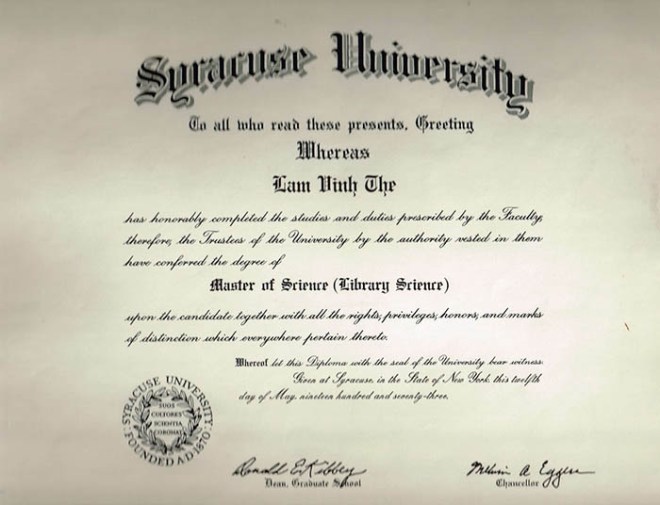 Syracuse University
To all who read these presents, Greeting
Whereas
Lam Vinh The
has honorably completed the studies and duties prescribed by the Faculty,
therefore, the Trustees of the University by the authority vested in them
have conferred the degree of
Master of Science (Library Science)
upon the candidate together with all the rights, privileges, honors, and marks
of distinction which everywhere pertain thereto.
Whereof let this Diploma with the seal of the University bear witness.
Given at Syracuse, in the State of New York, this twelfth
day of May, nineteen hundred and seventy-three.
SYRACUSE UNIVERSITY
FOUNDED A.D 1870
SUOS
CULTORES
SCIENTIA
CORONAT
Donald E. Kibbey
Dean, Graduate School
Melvin A Eggers
Chancellor